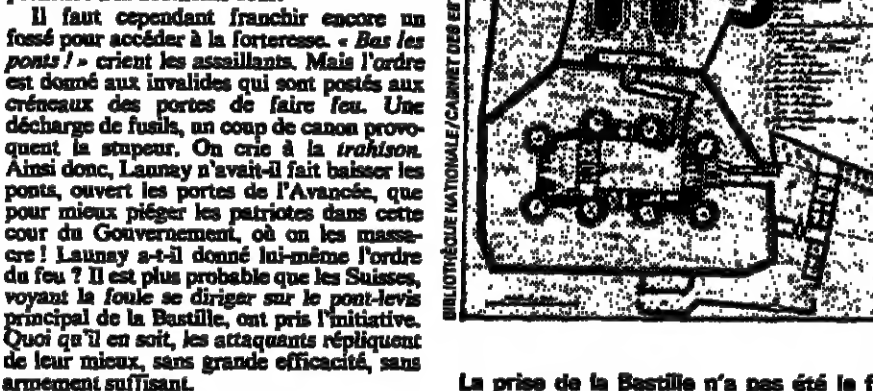 Il faut cependant franchir encore un
fossé pour accéder à la forteresse. « Bas les
ponts ! » crient les assaillants. Mais l'ordre
est donné aux invalides qui sont postés aux
créneaux des portes de faire feu. Une
décharge de fusils, un coup de canon provo-
quent la stupeur. On crie à la trahison.
Ainsi donc, Launay n'avait-il fait baisser les
ponts, ouvert les portes de l'Avancée, que
pour mieux piéger les patriotes dans cette
cour du Gouvernement, où on les massa-
cre ! Launay a-t-il donné lui-même l'ordre
du feu ? Il est plus probable que les Suisses,
voyant la foule se diriger sur le pont-levis
principal de la Bastille, ont pris l'initiative.
Quoi qu'il en soit, les attaquants répliquent
de leur mieux, sans grande efficacité, sans
armement suffisant.
BIBLIOTHÈQUE NATIONALE/CABINET DES
La prise de la Bastille n'a pas été la